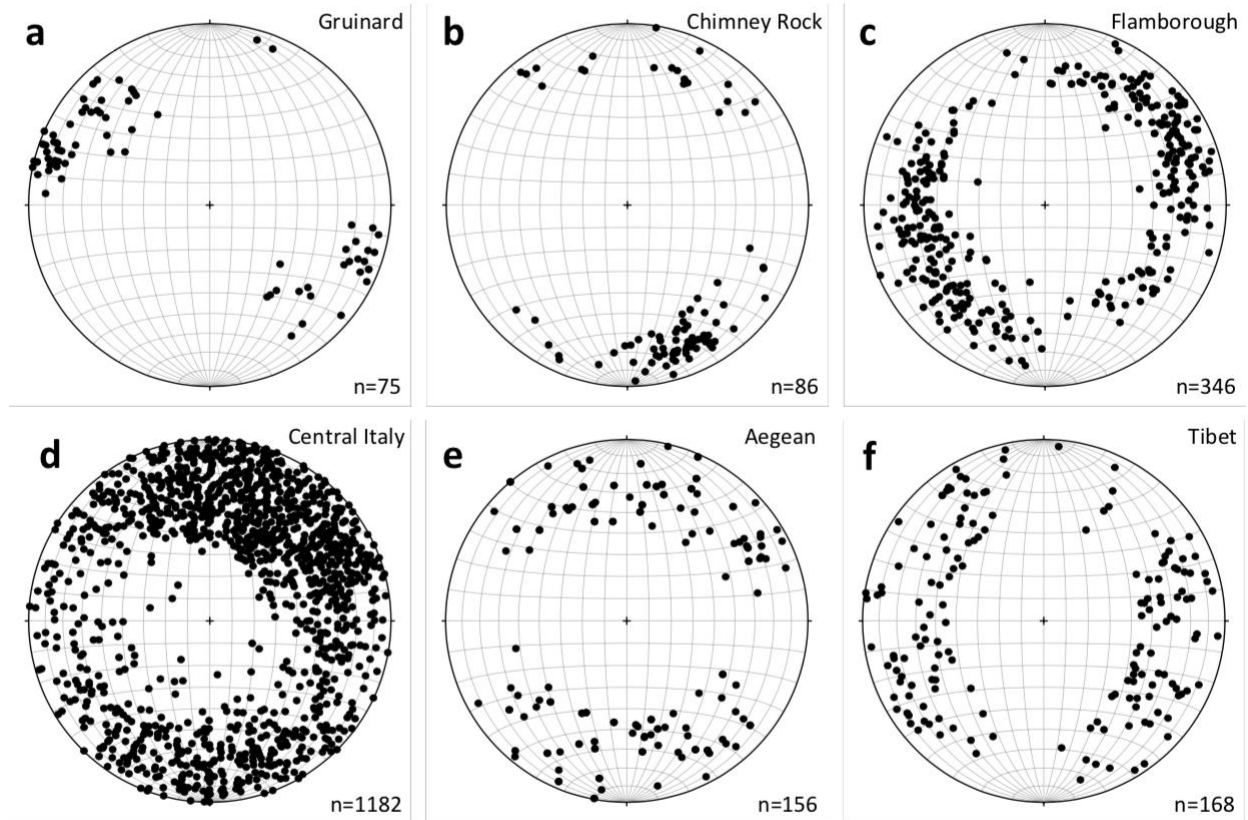 a Gruinard
n=75
b Chimney Rock
n=86
c Flamborough
n=346
d Central Italy
n=1182
e Aegean
n=156
f Tibet
n=168